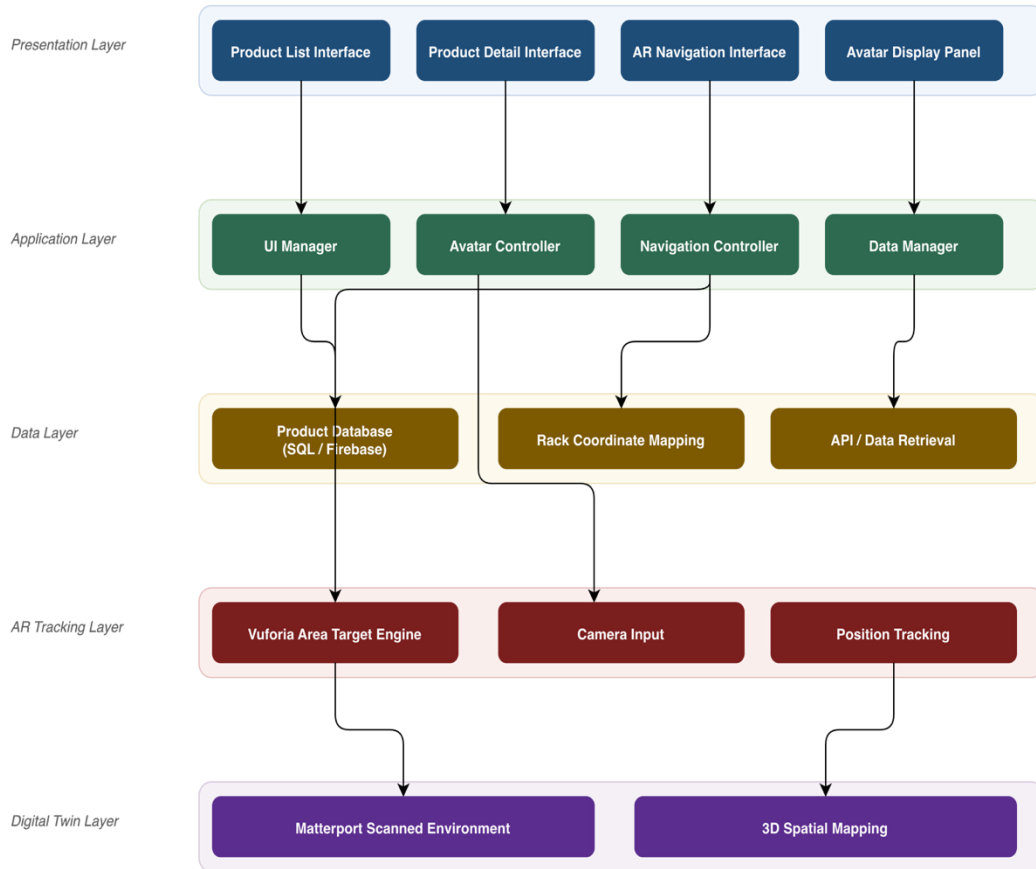 Presentation Layer
Product List Interface
Product Detail Interface
AR Navigation Interface
Avatar Display Panel
Application Layer
UI Manager
Avatar Controller
Navigation Controller
Data Manager
Data Layer
Product Database
(SQL / Firebase)
Rack Coordinate Mapping
API / Data Retrieval
AR Tracking Layer
Vuforia Area Target Engine
Camera Input
Position Tracking
Digital Twin Layer
Matterport Scanned Environment
3D Spatial Mapping